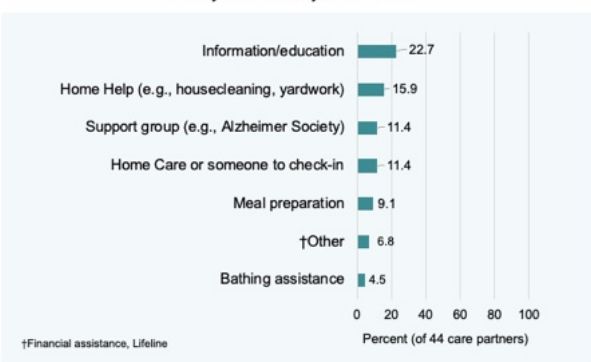 Information/education 22.7
Home Help (e.g., housecleaning, yardwork) 15.9
Support group (e.g., Alzheimer Society) 11.4
Home Care or someone to check-in 11.4
Meal preparation 9.1
†Other 6.8
Bathing assistance 4.5
0 20 40 60 80 100
Percent (of 44 care partners)
†Financial assistance, Lifeline